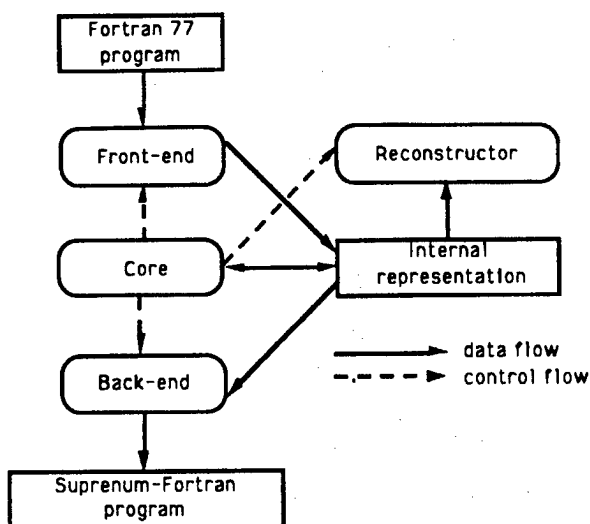 Fortran 77
program
Front-end
Reconstructor
Core
Internal
representation
data flow
control flow
Back-end
Suprenum-Fortran
program